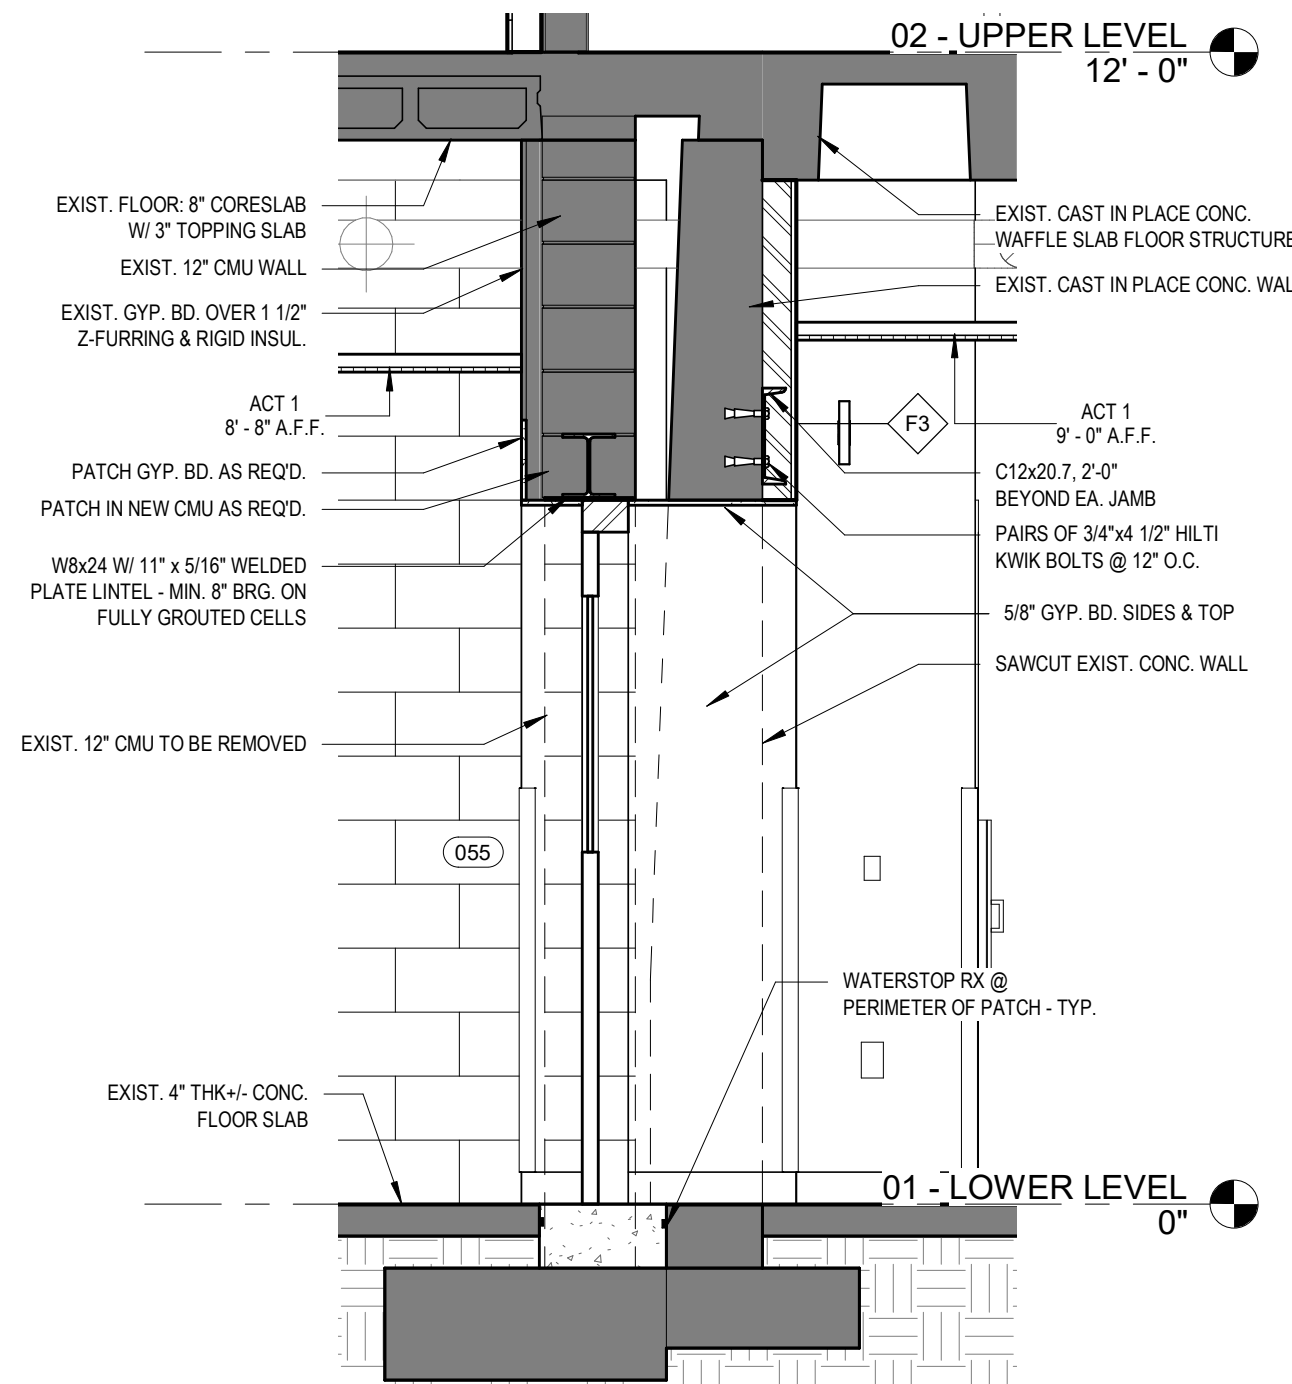 02 - UPPER LEVEL
12' - 0"
EXIST. FLOOR: 8" CORESLAB
W/ 3" TOPPING SLAB
EXIST. 12" CMU WALL
EXIST. GYP. BD. OVER 1 1/2"
Z-FURRING & RIGID INSUL.
ACT 1
8' - 8" A.F.F.
PATCH GYP. BD. AS REQ'D.
PATCH IN NEW CMU AS REQ'D.
W8x24 W/ 11" x 5/16" WELDED
PLATE LINTEL - MIN. 8" BRG. ON
FULLY GROUTED CELLS
EXIST. 12" CMU TO BE REMOVED
055
EXIST. 4" THK+/- CONC.
FLOOR SLAB
EXIST. CAST IN PLACE CONC.
WAFFLE SLAB FLOOR STRUCTURE
EXIST. CAST IN PLACE CONC. WAL
F3
ACT 1
9' - 0" A.F.F.
C12x20.7, 2'-0"
BEYOND EA. JAMB
PAIRS OF 3/4"x4 1/2" HILTI
KWIK BOLTS @ 12" O.C.
5/8" GYP. BD. SIDES & TOP
SAWCUT EXIST. CONC. WALL
WATERSTOP RX @
PERIMETER OF PATCH - TYP.
01 - LOWER LEVEL
0"